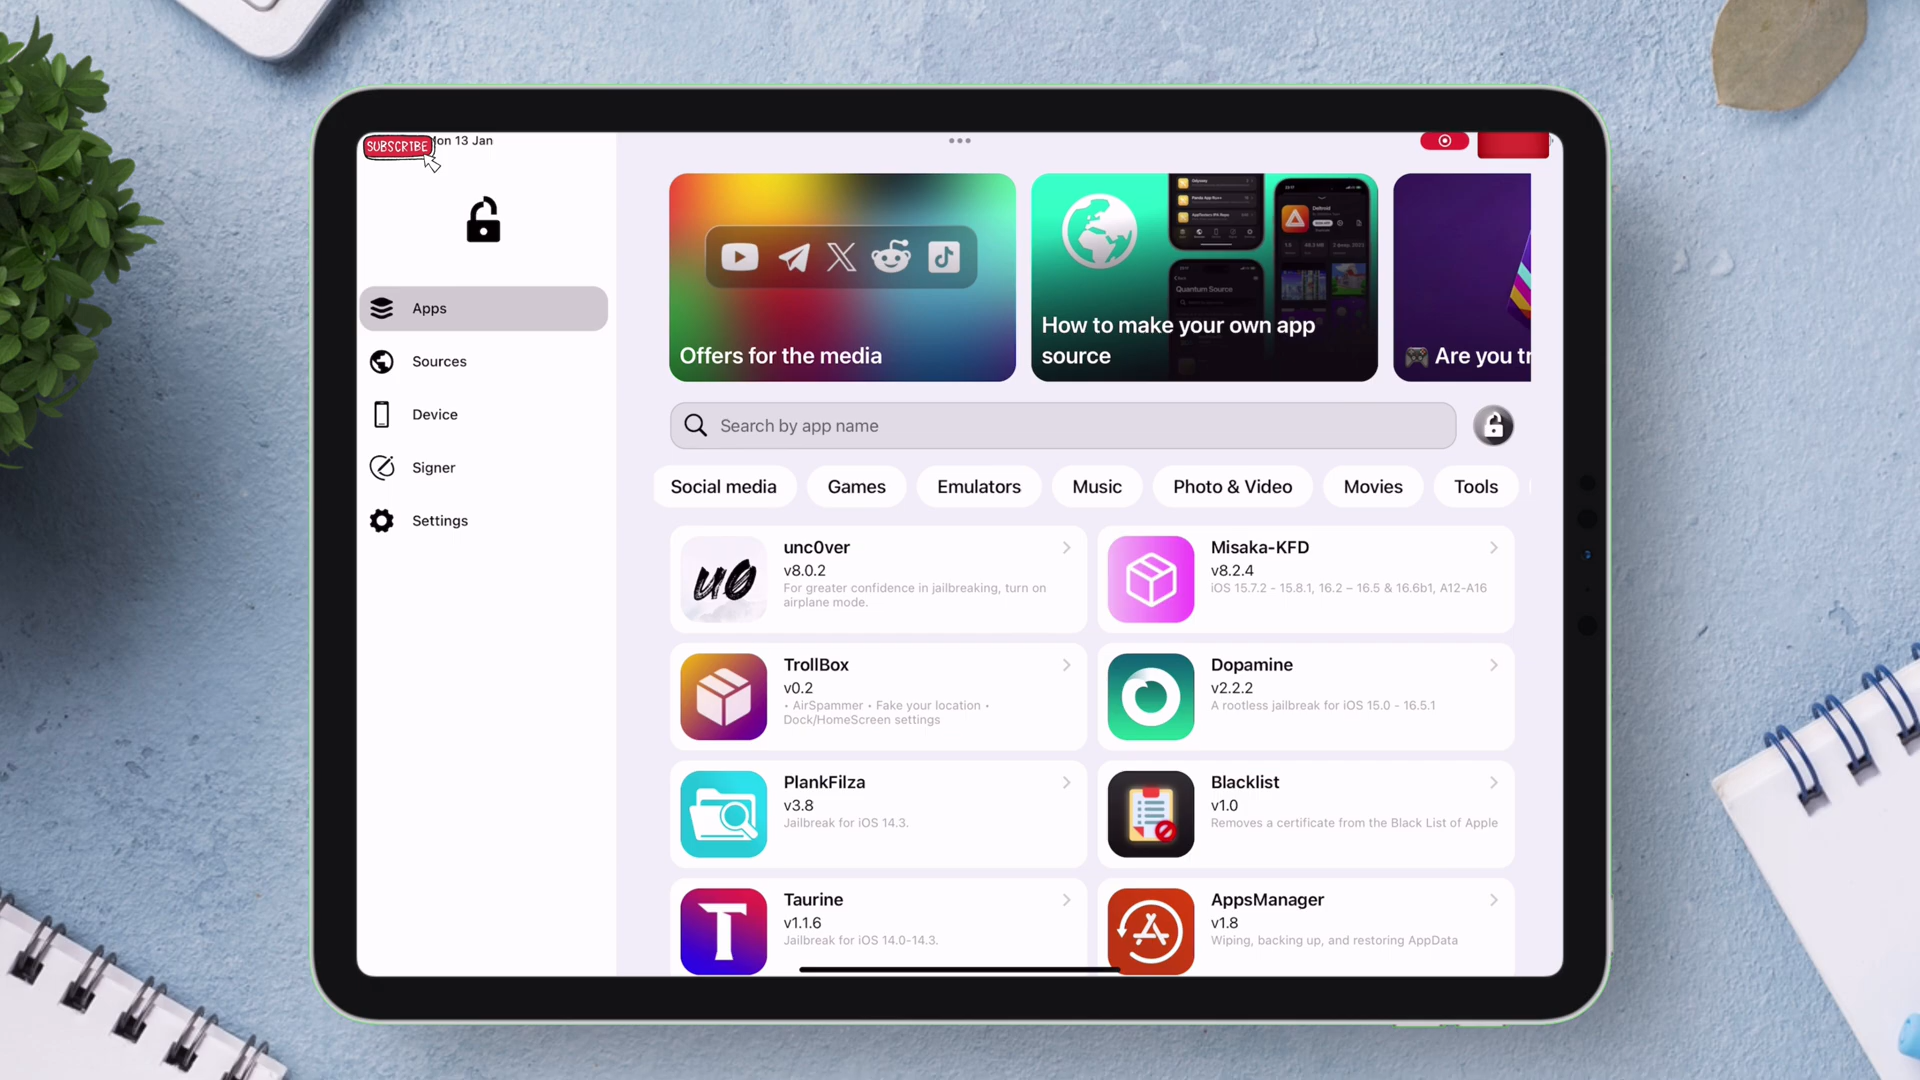 SUBSCRIBE
Mon 13 Jan
Apps
Sources
Device
Signer
Settings
Offers for the media
Quantum Source
How to make your own app
source
Are you tr
Search by app name
Social media
Games
Emulators
Music
Photo & Video
Movies
Tools
unc0ver
v8.0.2
For greater confidence in jailbreaking, turn on
airplane mode.
Misaka-KFD
v8.2.4
iOS 15.7.2 - 15.8.1, 16.2 – 16.5 & 16.6b1, A12-A16
TrollBox
v0.2
• AirSpammer • Fake your location •
Dock/HomeScreen settings
Dopamine
v2.2.2
A rootless jailbreak for iOS 15.0 - 16.5.1
PlankFilza
v3.8
Jailbreak for iOS 14.3.
Blacklist
v1.0
Removes a certificate from the Black List of Apple
Taurine
v1.1.6
Jailbreak for iOS 14.0-14.3.
AppsManager
v1.8
Wiping, backing up, and restoring AppData